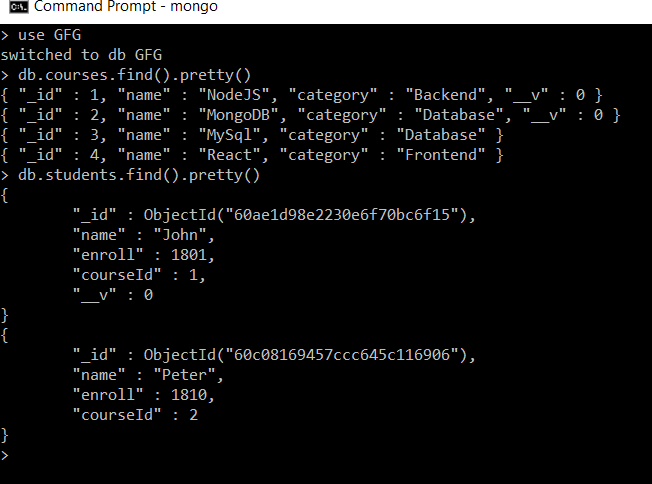 Command Prompt - mongo
> use GFG
switched to db GFG
> db.courses.find().pretty()
{ "_id" : 1, "name" : "NodeJS", "category" : "Backend", "__v" : 0 }
{ "_id" : 2, "name" : "MongoDB", "category" : "Database", "__v" : 0 }
{ "_id" : 3, "name" : "MySql", "category" : "Database" }
{ "_id" : 4, "name" : "React", "category" : "Frontend" }
> db.students.find().pretty()
{
        "_id" : ObjectId("60ae1d98e2230e6f70bc6f15"),
        "name" : "John",
        "enroll" : 1801,
        "courseId" : 1,
        "__v" : 0
}
{
        "_id" : ObjectId("60c08169457ccc645c116906"),
        "name" : "Peter",
        "enroll" : 1810,
        "courseId" : 2
}
>